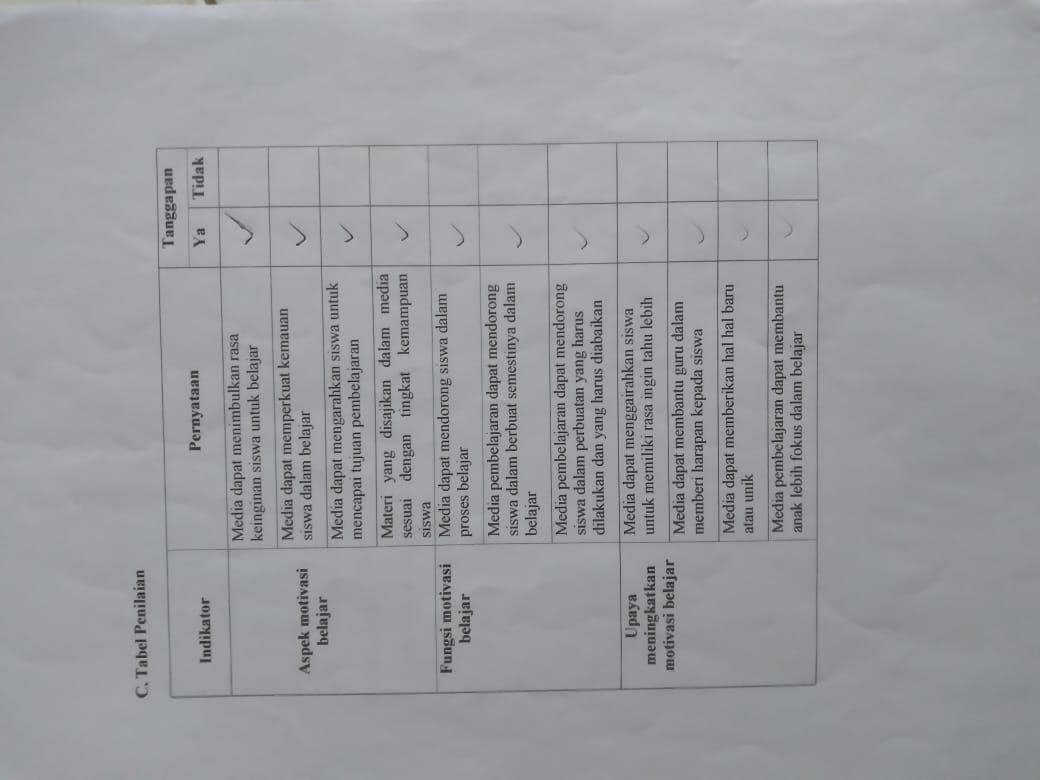 C. Tabel Penilaian
Indikator
Pernyataan
Tanggapan
Ya
Tidak
Aspek motivasi
belajar
Media dapat menimbulkan rasa
keinginan siswa untuk belajar
✓
Media dapat memperkuat kemauan
siswa dalam belajar
✓
Media dapat mengarahkan siswa untuk
mencapai tujuan pembelajaran
✓
Materi yang disajikan dalam media
sesuai dengan tingkat kemampuan
siswa
✓
Fungsi motivasi
belajar
Media dapat mendorong siswa dalam
proses belajar
✓
Media pembelajaran dapat mendorong
siswa dalam berbuat semestinya dalam
belajar
✓
Media pembelajaran dapat mendorong
siswa dalam perbuatan yang harus
dilakukan dan yang harus diabaikan
✓
Upaya
meningkatkan
motivasi belajar
Media dapat menggairahkan siswa
untuk memiliki rasa ingin tahu lebih
✓
Media dapat membantu guru dalam
memberi harapan kepada siswa
✓
Media dapat memberikan hal hal baru
atau unik
✓
Media pembelajaran dapat membantu
anak lebih fokus dalam belajar
✓